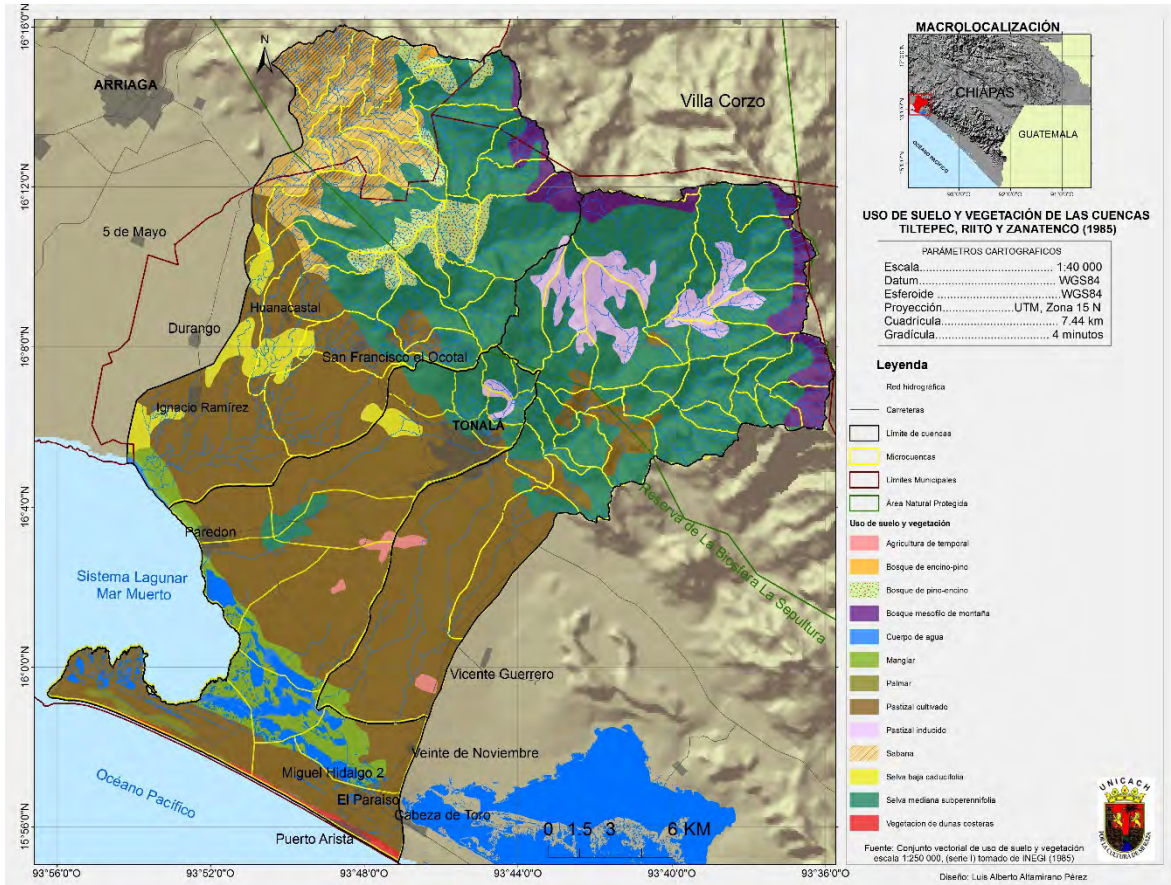 16°16'0"N
16°12'0"N
16°8'0"N
16°4'0"N
16°0'0"N
15°56'0"N
N
ARRIAGA
Villa Corzo
5 de Mayo
Huanacastal
Durango
San Francisco el Ocotal
Ignacio Ramírez
TONALÁ
Reserva de La Biosfera La Sepultura
Paredon
Sistema Lagunar
Mar Muerto
Vicente Guerrero
Veinte de Noviembre
Miguel Hidalgo 2
El Paraiso
Cabeza de Toro
Océano Pacífico
Puerto Arista
0 1.5 3 6 KM
93°56'0"W
93°52'0"W
93°48'0"W
93°44'0"W
93°40'0"W
93°36'0"W
MACROLOCALIZACIÓN
CHIAPAS
GUATEMALA
OCÉANO PACÍFICO
USO DE SUELO Y VEGETACIÓN DE LAS CUENCAS
TILTEPEC, RIITO Y ZANATENCO (1985)
PARÁMETROS CARTOGRAFICOS
Escala.................................... 1:40 000
Datum.................................... WGS84
Esferoide ............................... WGS84
Proyección......................UTM, Zona 15 N
Cuadrícula............................... 7.44 km
Gradícula............................... 4 minutos
Leyenda
Red hidrográfica
Carreteras
Límite de cuencas
Microcuencas
Límites Municipales
Área Natural Protegida
Uso de suelo y vegetación
Agricultura de temporal
Bosque de encino-pino
Bosque de pino-encino
Bosque mesofilo de montaña
Cuerpo de agua
Manglar
Palmar
Pastizal cultivado
Pastizal inducido
Sabana
Selva baja caducifolia
Selva mediana subperennifolia
Vegetacion de dunas costeras
UNICACH
Fuente: Conjunto vectorial de uso de suelo y vegetación
escala 1:250 000, (serie I) tomado de INEGI (1985)
Diseño: Luis Alberto Altamirano Pérez